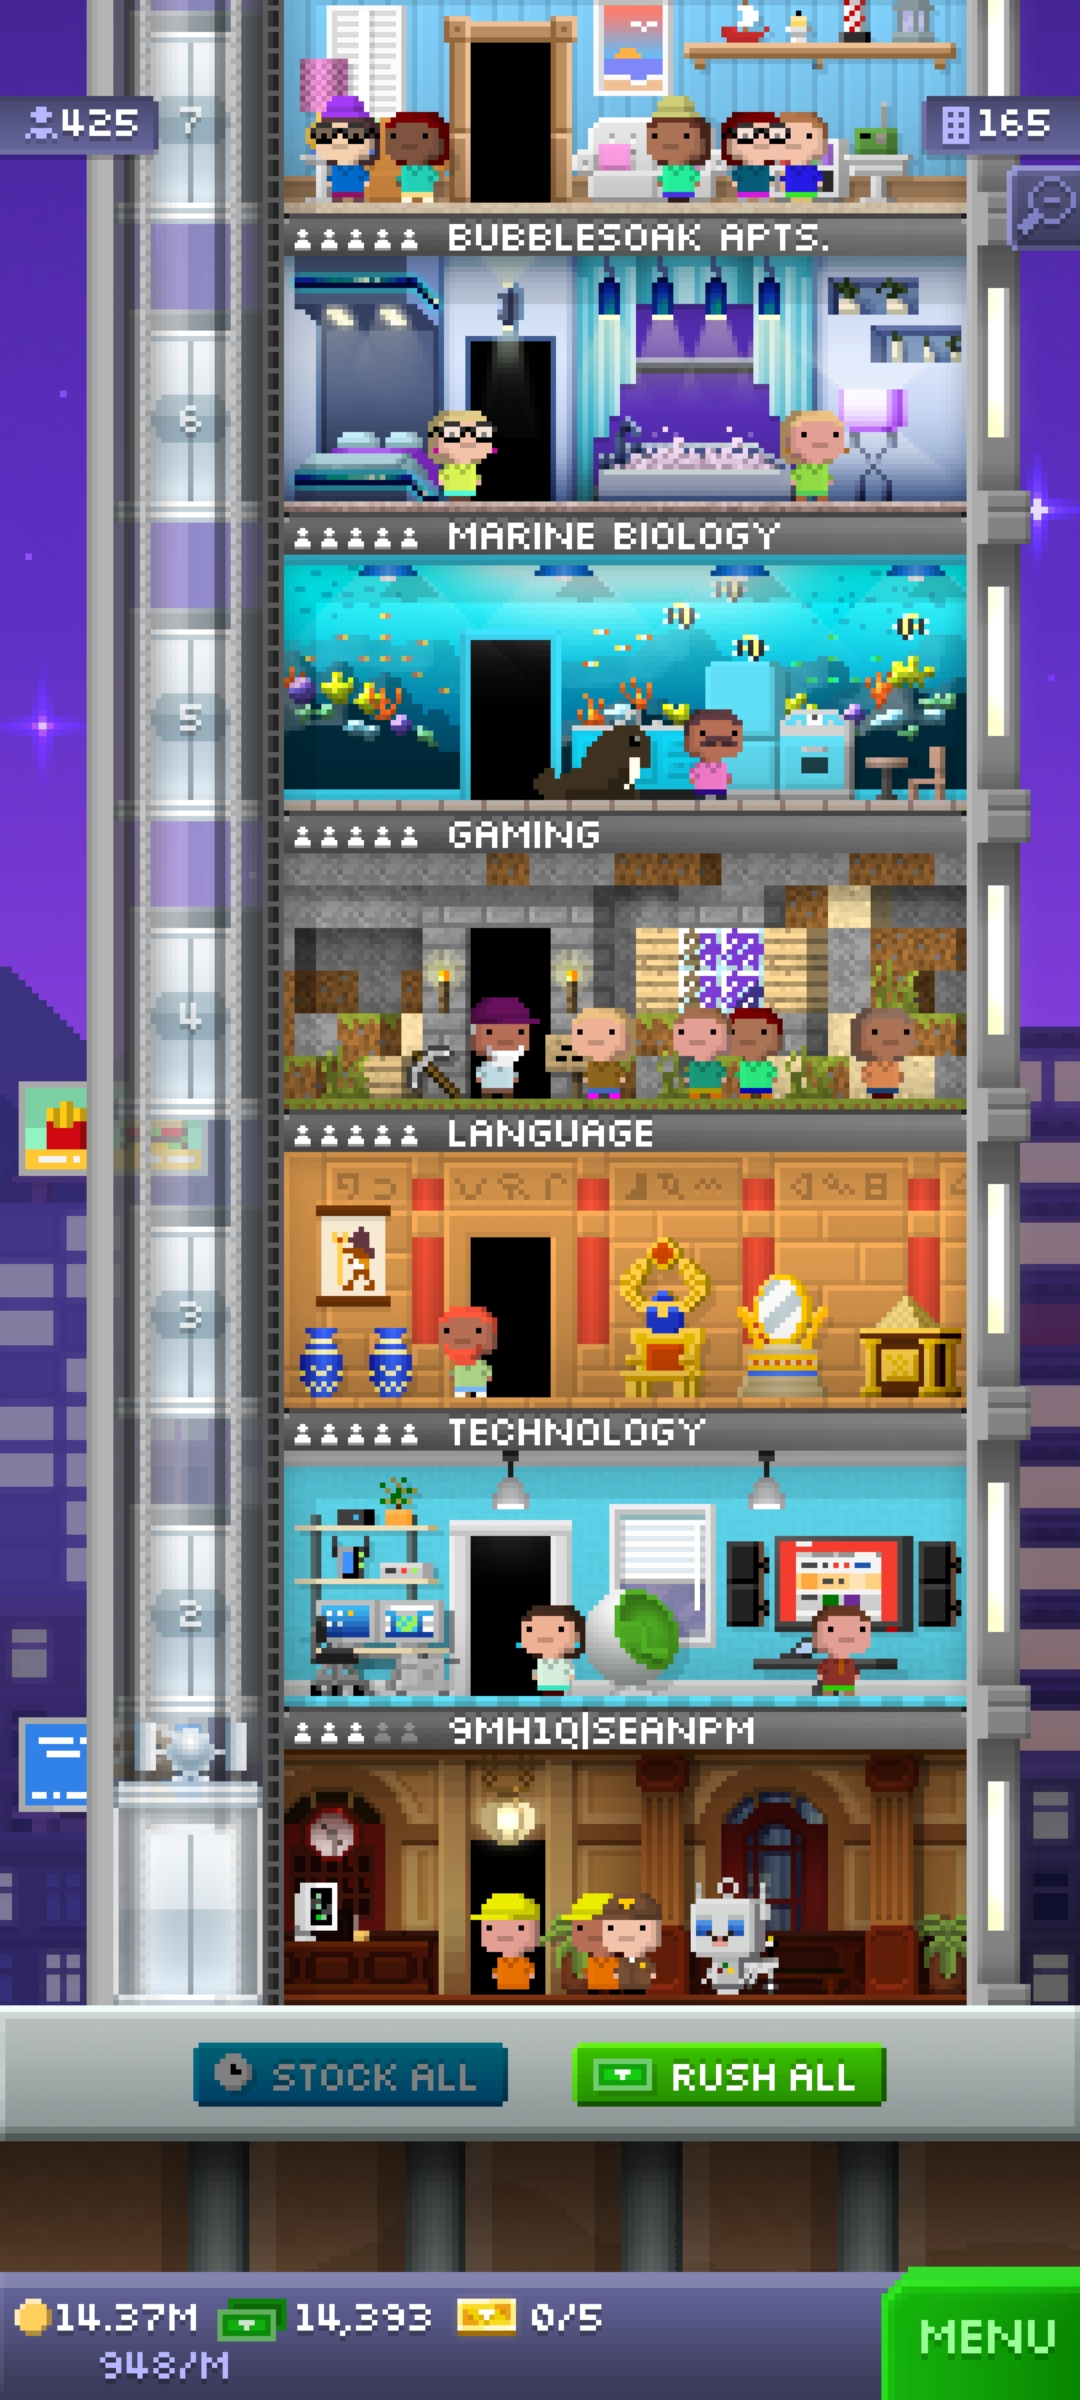 7
425
165
BUBBLESOAK APTS.
6
MARINE BIOLOGY
5
GAMING
4
LANGUAGE
3
TECHNOLOGY
2
9MH1Q|SEANPM
STOCK ALL
RUSH ALL
14.37M
14,393
0/5
948/M
MENU